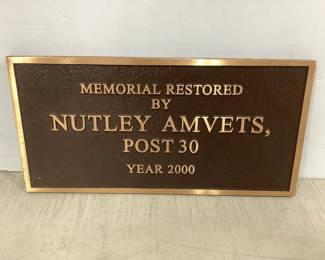 MEMORIAL RESTORED
BY
NUTLEY AMVETS,
POST 30
YEAR 2000